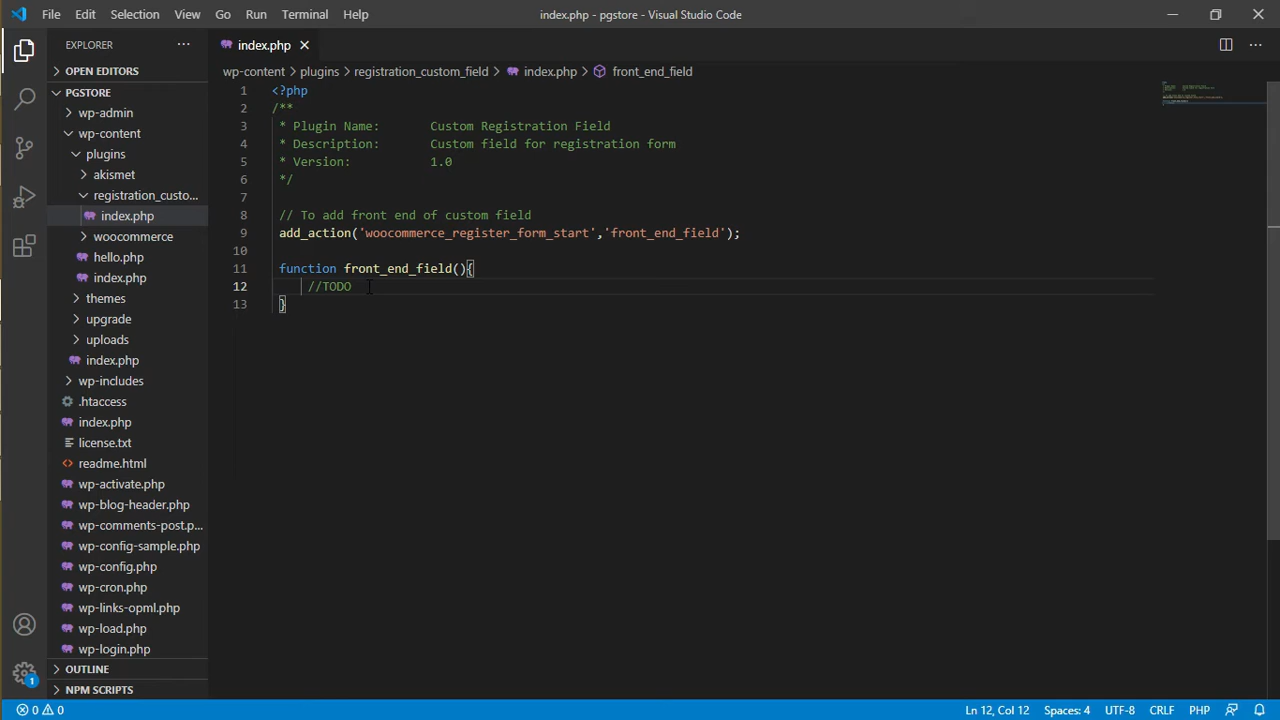 File Edit Selection View Go Run Terminal Help
index.php - pgstore - Visual Studio Code
EXPLORER
OPEN EDITORS
PGSTORE
wp-admin
wp-content
plugins
akismet
registration_custo...
index.php
woocommerce
hello.php
index.php
themes
upgrade
uploads
index.php
wp-includes
.htaccess
index.php
license.txt
readme.html
wp-activate.php
wp-blog-header.php
wp-comments-post.p...
wp-config-sample.php
wp-config.php
wp-cron.php
wp-links-opml.php
wp-load.php
wp-login.php
OUTLINE
NPM SCRIPTS
index.php
wp-content > plugins > registration_custom_field > index.php > front_end_field
1 <?php
2 /**
3 * Plugin Name: Custom Registration Field
4 * Description: Custom field for registration form
5 * Version: 1.0
6 */
7
8 // To add front end of custom field
9 add_action('woocommerce_register_form_start','front_end_field');
10
11 function front_end_field(){
12 //TODO
13 }
1
0 0
Ln 12, Col 12 Spaces: 4 UTF-8 CRLF PHP